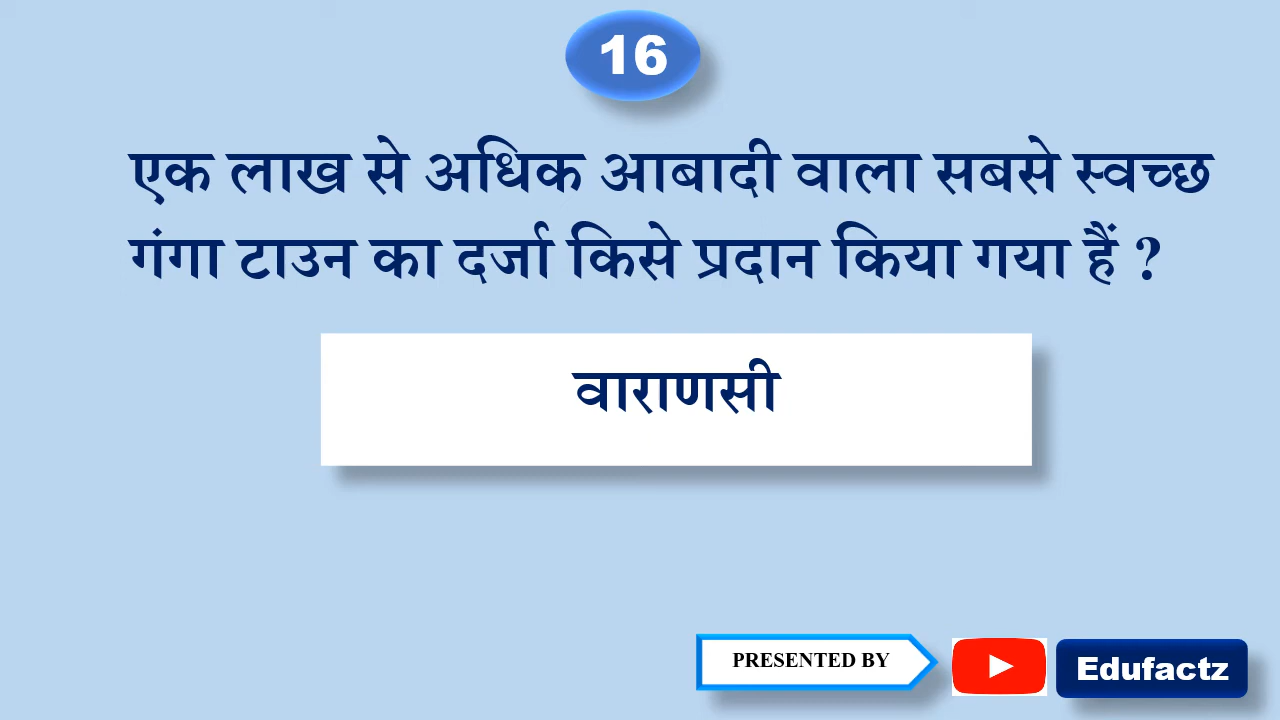 16
एक लाख से अधिक आबादी वाला सबसे स्वच्छ
गंगा टाउन का दर्जा किसे प्रदान किया गया हैं ?
वाराणसी
PRESENTED BY
Edufactz